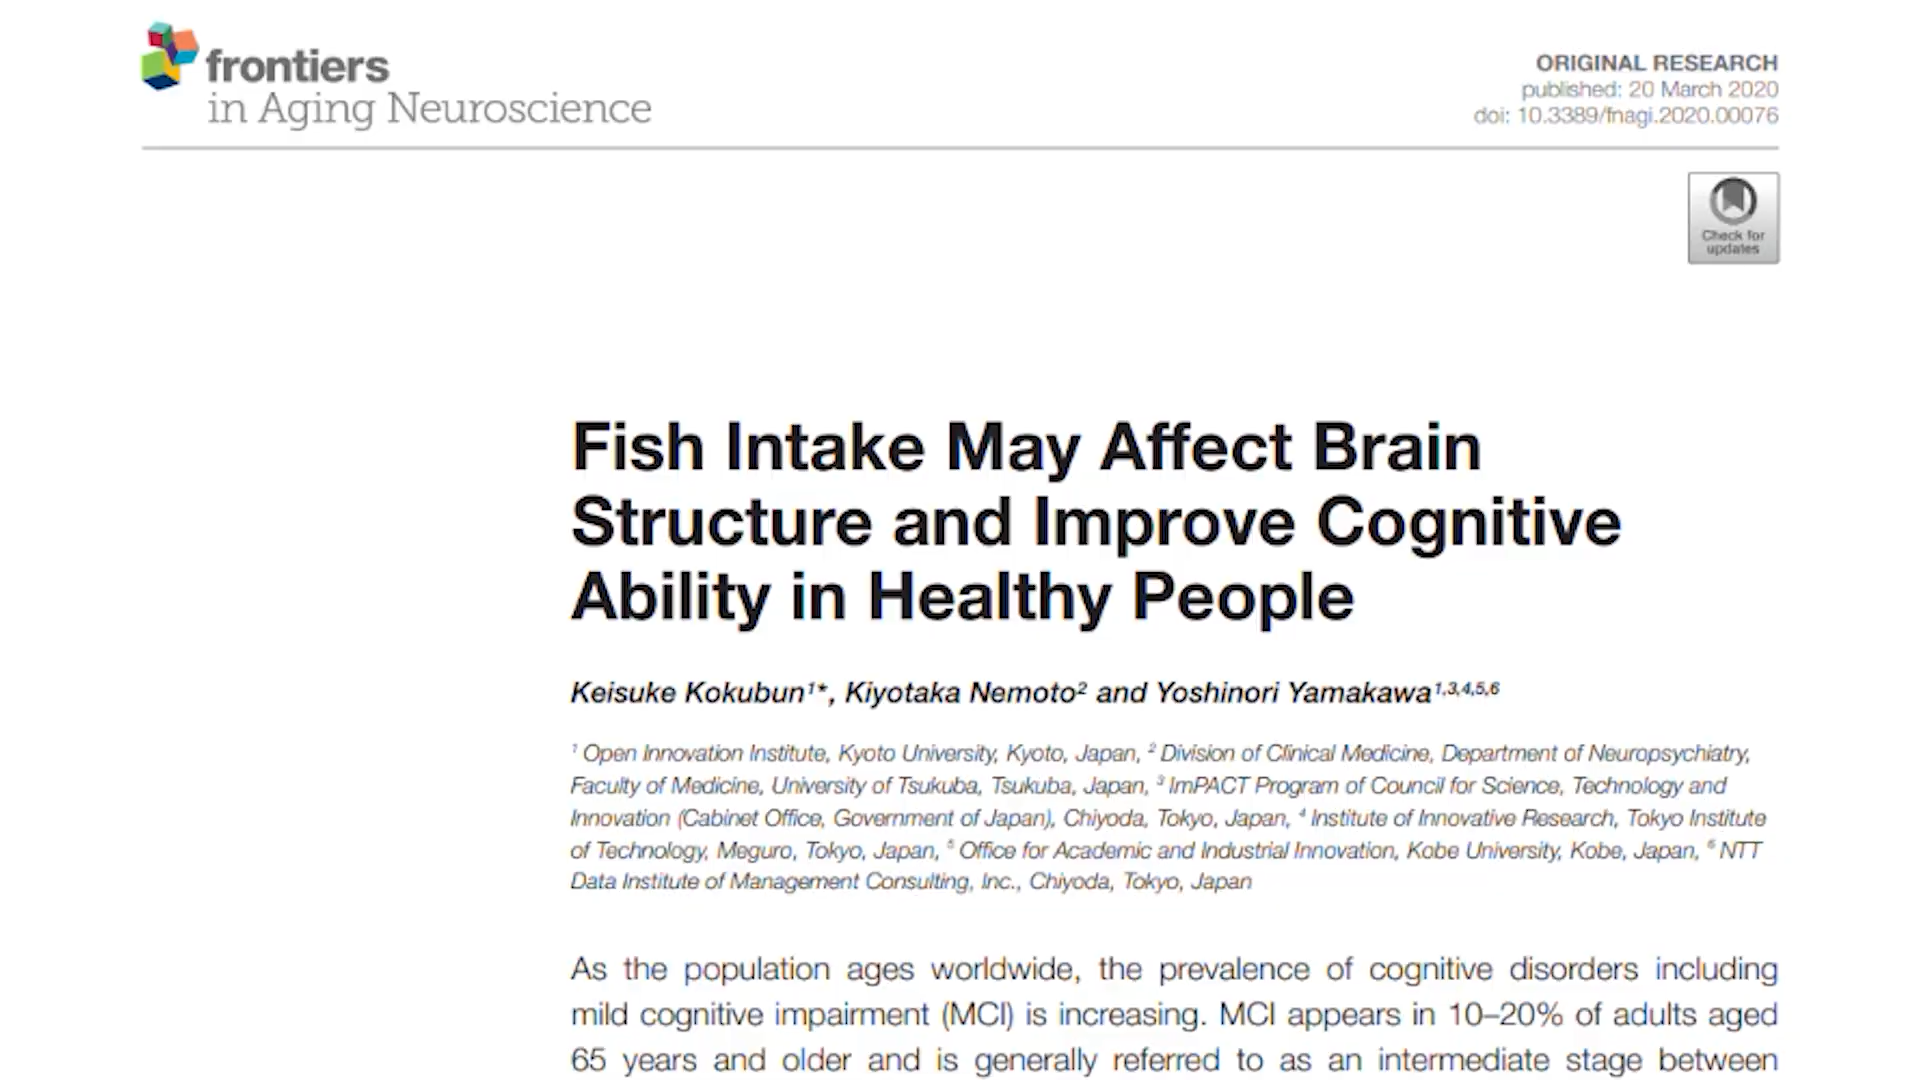 frontiers
in Aging Neuroscience
ORIGINAL RESEARCH
published: 20 March 2020
doi: 10.3389/fnagi.2020.00076
Check for
updates
Fish Intake May Affect Brain
Structure and Improve Cognitive
Ability in Healthy People
Keisuke Kokubun¹*, Kiyotaka Nemoto² and Yoshinori Yamakawa¹,³,⁴,⁵,⁶
¹ Open Innovation Institute, Kyoto University, Kyoto, Japan, ² Division of Clinical Medicine, Department of Neuropsychiatry,
Faculty of Medicine, University of Tsukuba, Tsukuba, Japan, ³ ImPACT Program of Council for Science, Technology and
Innovation (Cabinet Office, Government of Japan), Chiyoda, Tokyo, Japan, ⁴ Institute of Innovative Research, Tokyo Institute
of Technology, Meguro, Tokyo, Japan, ⁵ Office for Academic and Industrial Innovation, Kobe University, Kobe, Japan, ⁶ NTT
Data Institute of Management Consulting, Inc., Chiyoda, Tokyo, Japan
As the population ages worldwide, the prevalence of cognitive disorders including
mild cognitive impairment (MCI) is increasing. MCI appears in 10–20% of adults aged
65 years and older and is generally referred to as an intermediate stage between